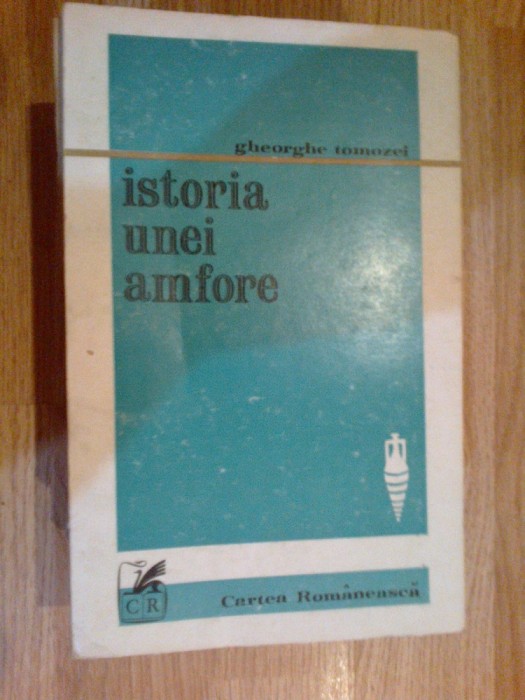 gheorghe tomozei
istoria
unei
amfore
CR
Cartea Românească